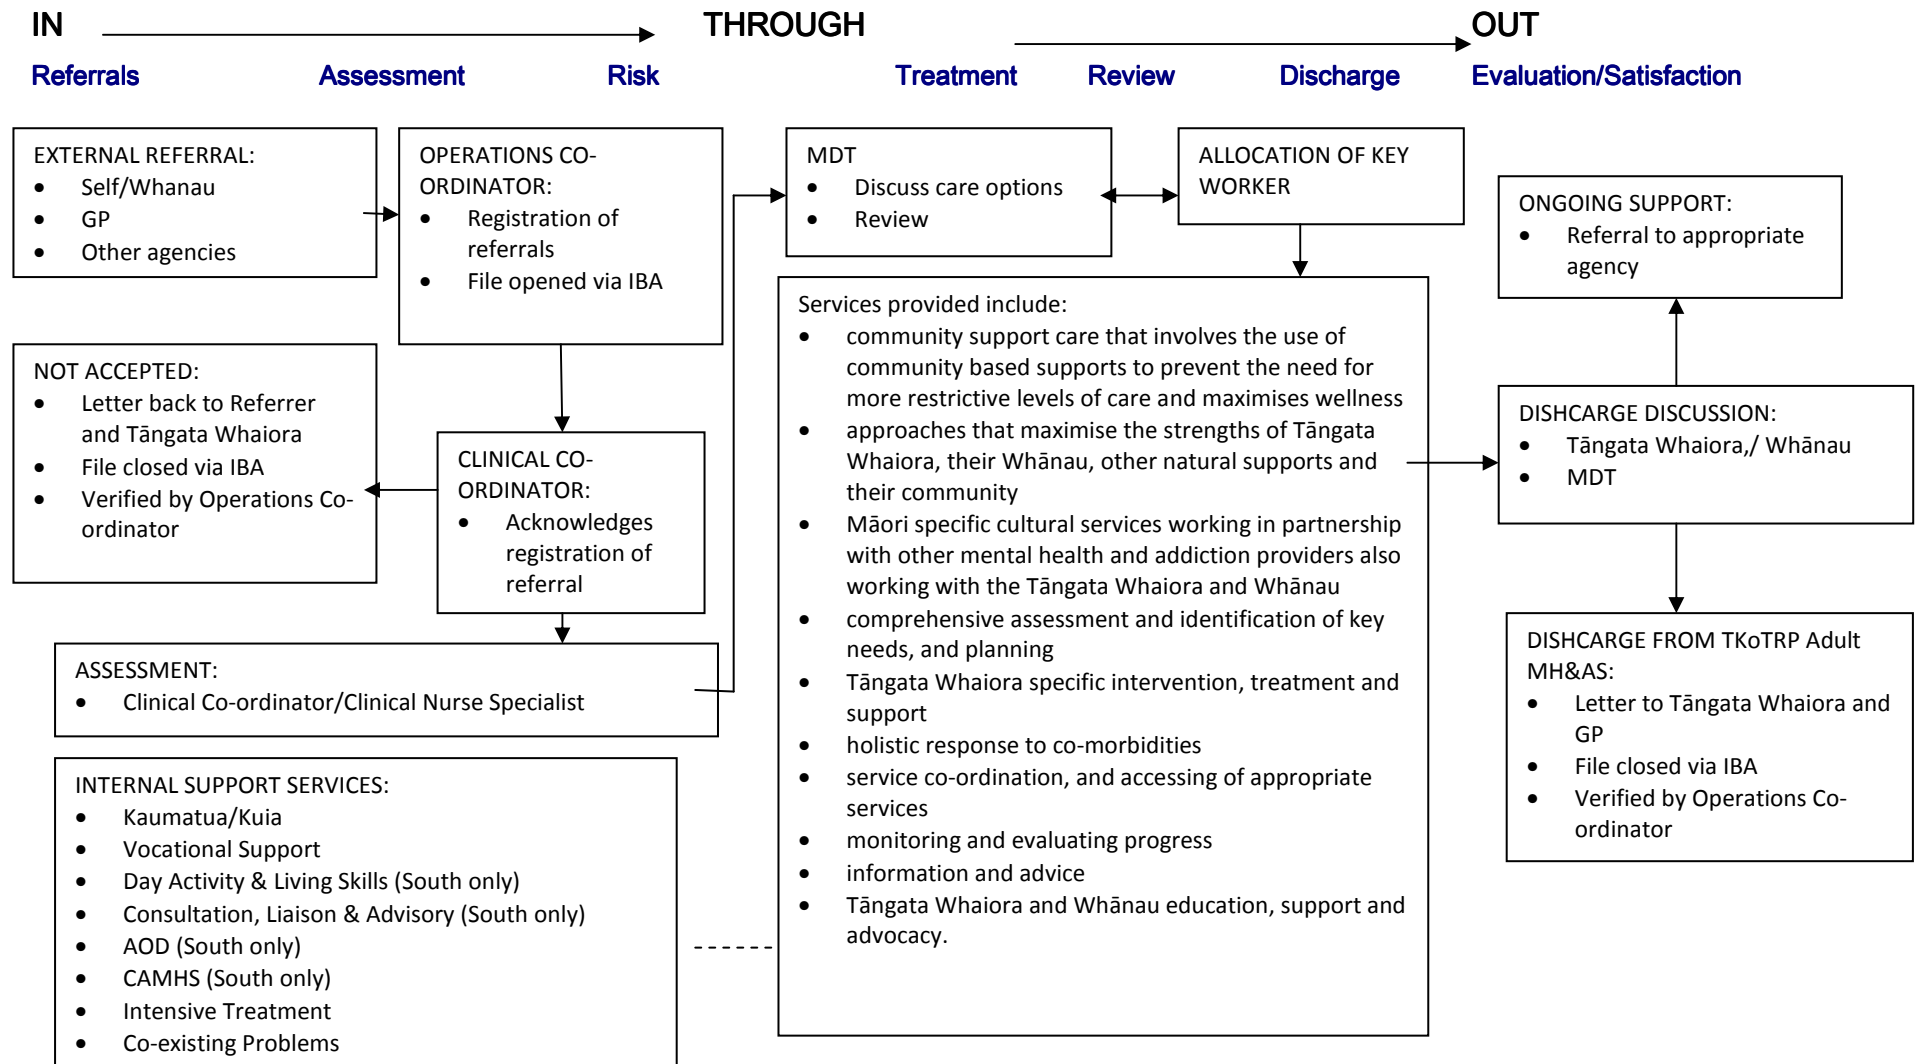 IN
THROUGH
OUT
Referrals
Assessment
Risk
Treatment
Review
Discharge
Evaluation/Satisfaction
EXTERNAL REFERRAL:
• Self/Whanau
• GP
• Other agencies
OPERATIONS CO-
ORDINATOR:
• Registration of
referrals
• File opened via IBA
NOT ACCEPTED:
• Letter back to Referrer
and Tāngata Whaiora
• File closed via IBA
• Verified by Operations Co-
ordinator
CLINICAL CO-
ORDINATOR:
• Acknowledges
registration of
referral
ASSESSMENT:
• Clinical Co-ordinator/Clinical Nurse Specialist
INTERNAL SUPPORT SERVICES:
• Kaumatua/Kuia
• Vocational Support
• Day Activity & Living Skills (South only)
• Consultation, Liaison & Advisory (South only)
• AOD (South only)
• CAMHS (South only)
• Intensive Treatment
• Co-existing Problems
MDT
• Discuss care options
• Review
ALLOCATION OF KEY
WORKER
Services provided include:
• community support care that involves the use of
community based supports to prevent the need for
more restrictive levels of care and maximises wellness
• approaches that maximise the strengths of Tāngata
Whaiora, their Whānau, other natural supports and
their community
• Māori specific cultural services working in partnership
with other mental health and addiction providers also
working with the Tāngata Whaiora and Whānau
• comprehensive assessment and identification of key
needs, and planning
• Tāngata Whaiora specific intervention, treatment and
support
• holistic response to co-morbidities
• service co-ordination, and accessing of appropriate
services
• monitoring and evaluating progress
• information and advice
• Tāngata Whaiora and Whānau education, support and
advocacy.
ONGOING SUPPORT:
• Referral to appropriate
agency
DISHCARGE DISCUSSION:
• Tāngata Whaiora,/ Whānau
• MDT
DISHCARGE FROM TKoTRP Adult
MH&AS:
• Letter to Tāngata Whaiora and
GP
• File closed via IBA
• Verified by Operations Co-
ordinator